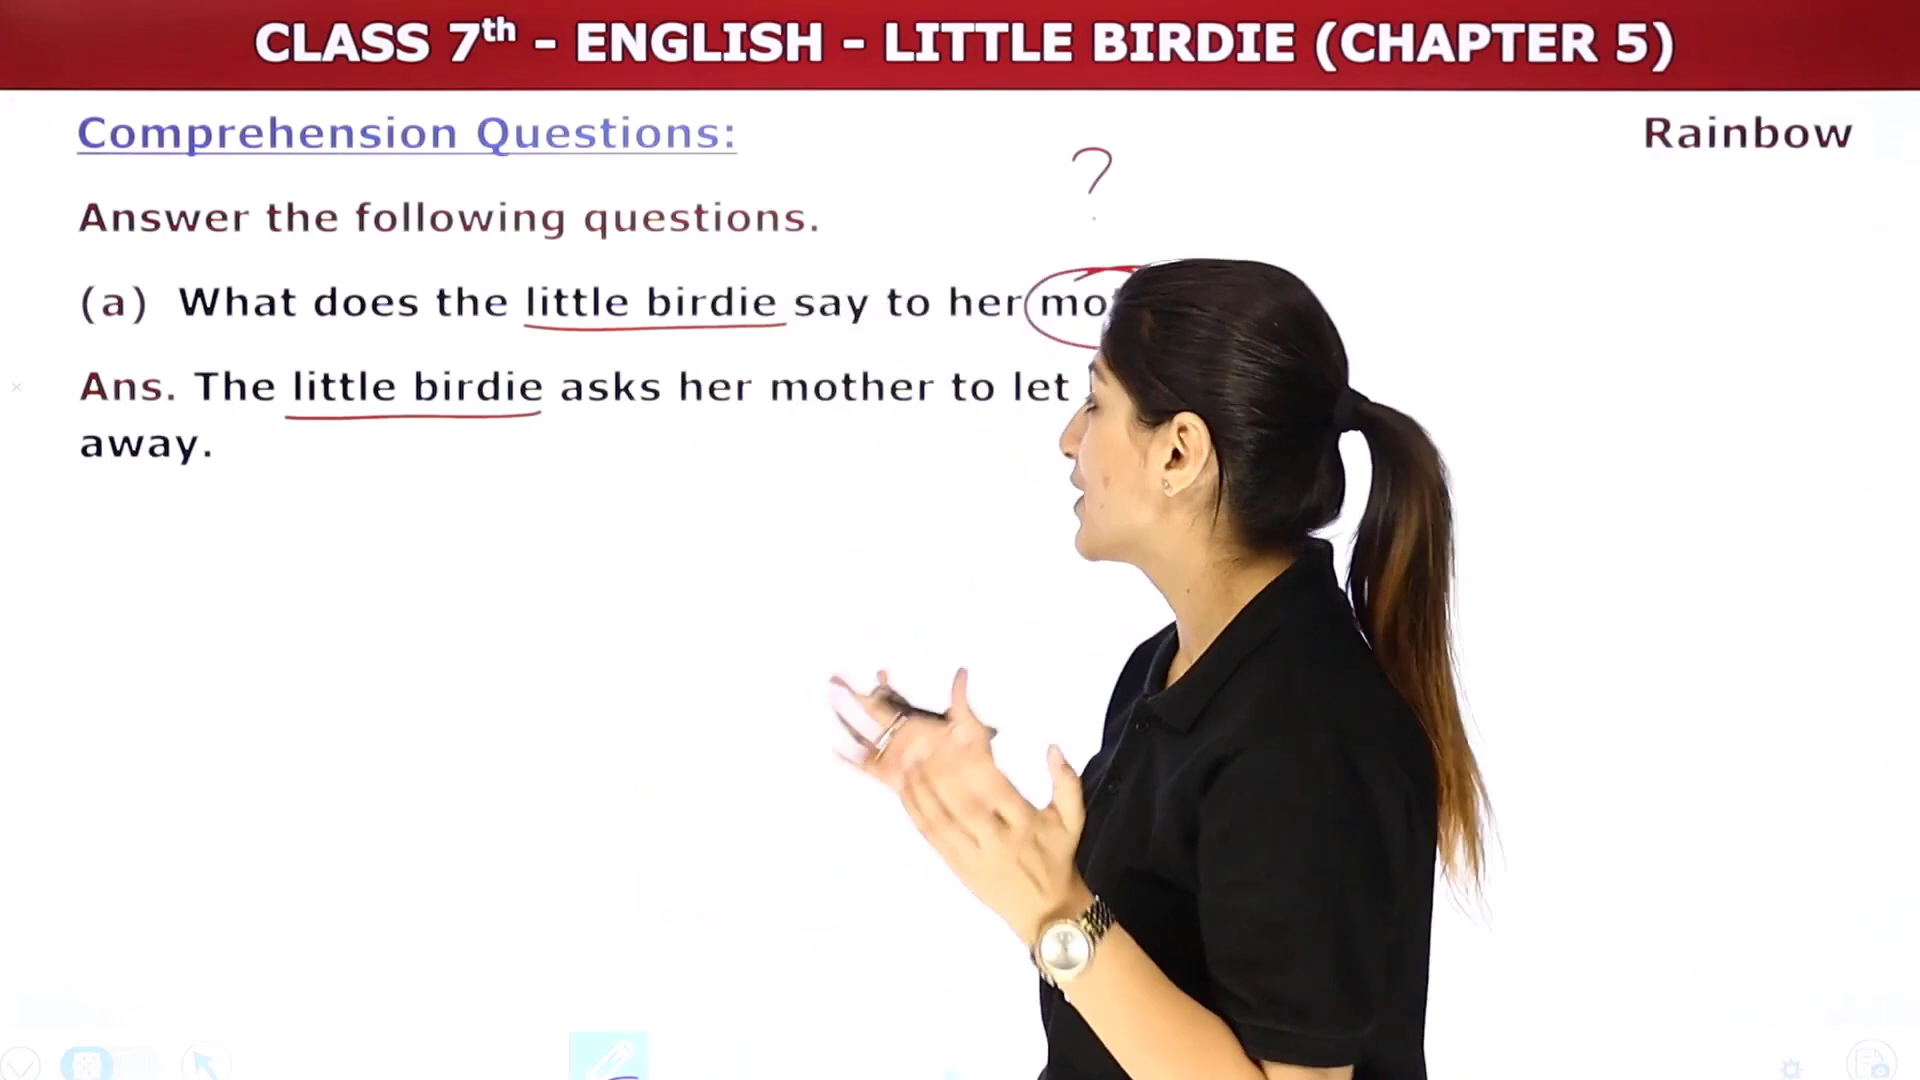 CLASS 7th - ENGLISH - LITTLE BIRDIE (CHAPTER 5)
Comprehension Questions:
Rainbow
?
Answer the following questions.
(a) What does the little birdie say to her
Ans. The little birdie asks her mother to let
away.